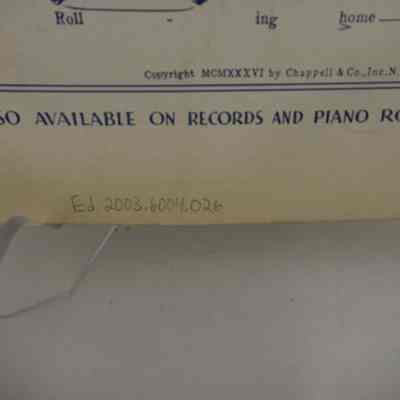 Roll - ing home
Copyright MCMXXXVI by Chappell & Co., Inc. N.
SO AVAILABLE ON RECORDS AND PIANO RO
Ed 2003.6004.026